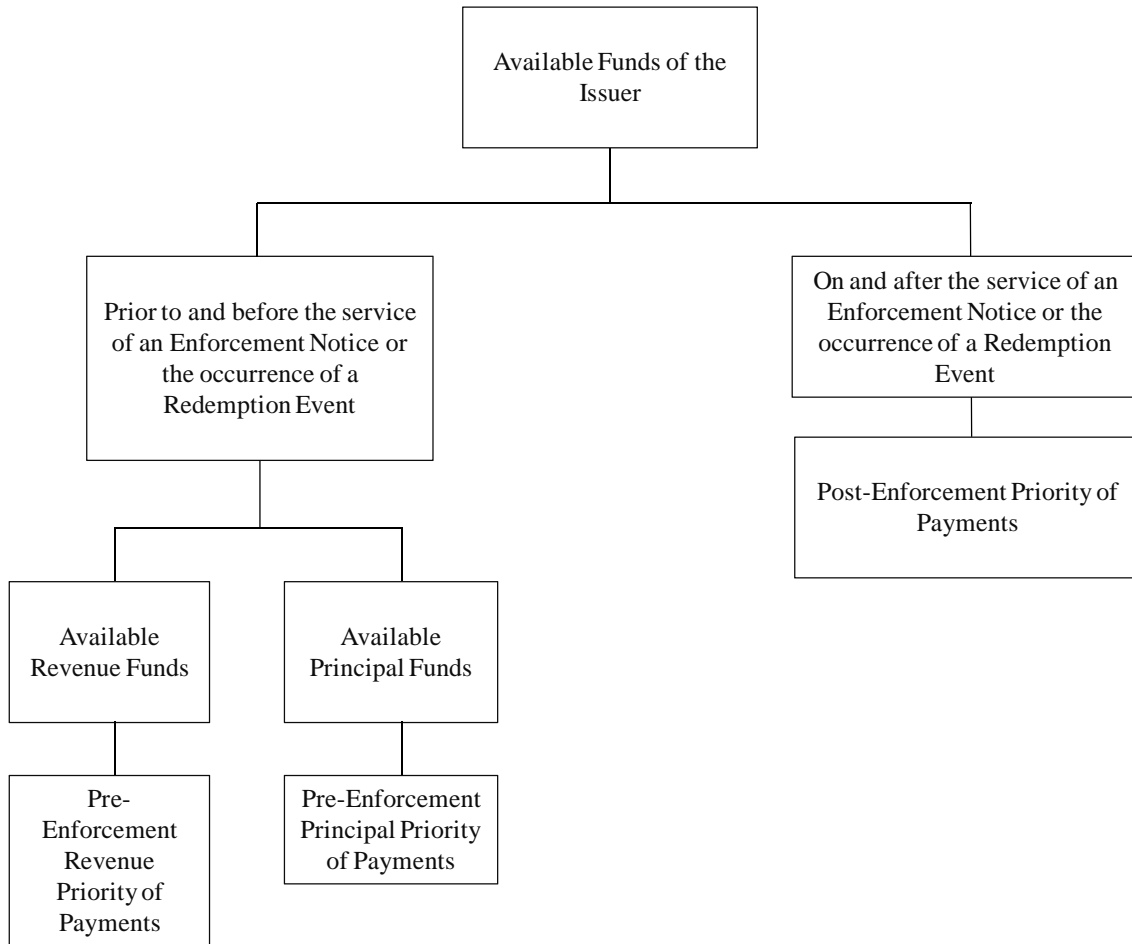 Available Funds of the
Issuer
Prior to and before the service
of an Enforcement Notice or
the occurrence of a
Redemption Event
On and after the service of an
Enforcement Notice or the
occurrence of a Redemption
Event
Post-Enforcement Priority of
Payments
Available
Revenue Funds
Available
Principal Funds
Pre-
Enforcement
Revenue
Priority of
Payments
Pre-Enforcement
Principal Priority
of Payments